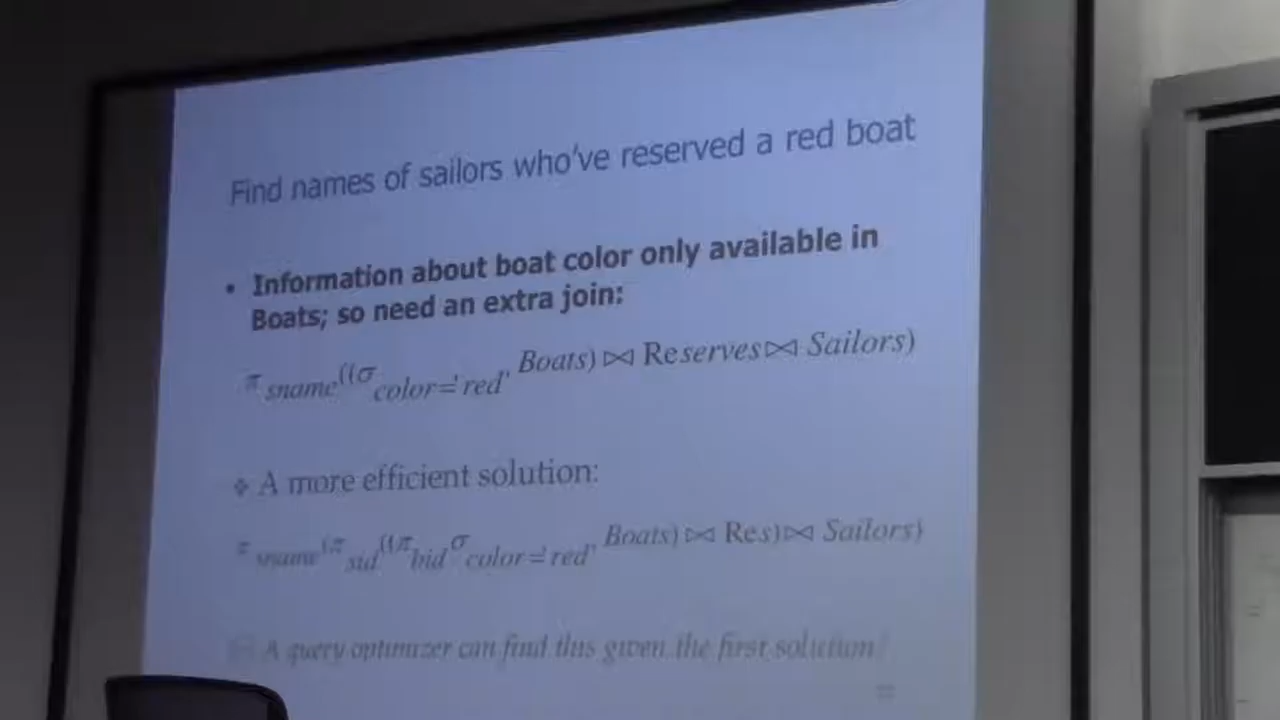 Find names of sailors who've reserved a red boat
• Information about boat color only available in
Boats; so need an extra join:
π sname((σ color='red' Boats) ⋈ Reserves ⋈ Sailors)
❖ A more efficient solution:
π sname(π sid((π bid σ color='red' Boats) ⋈ Res) ⋈ Sailors)
A query optimizer can find this given the first solution!